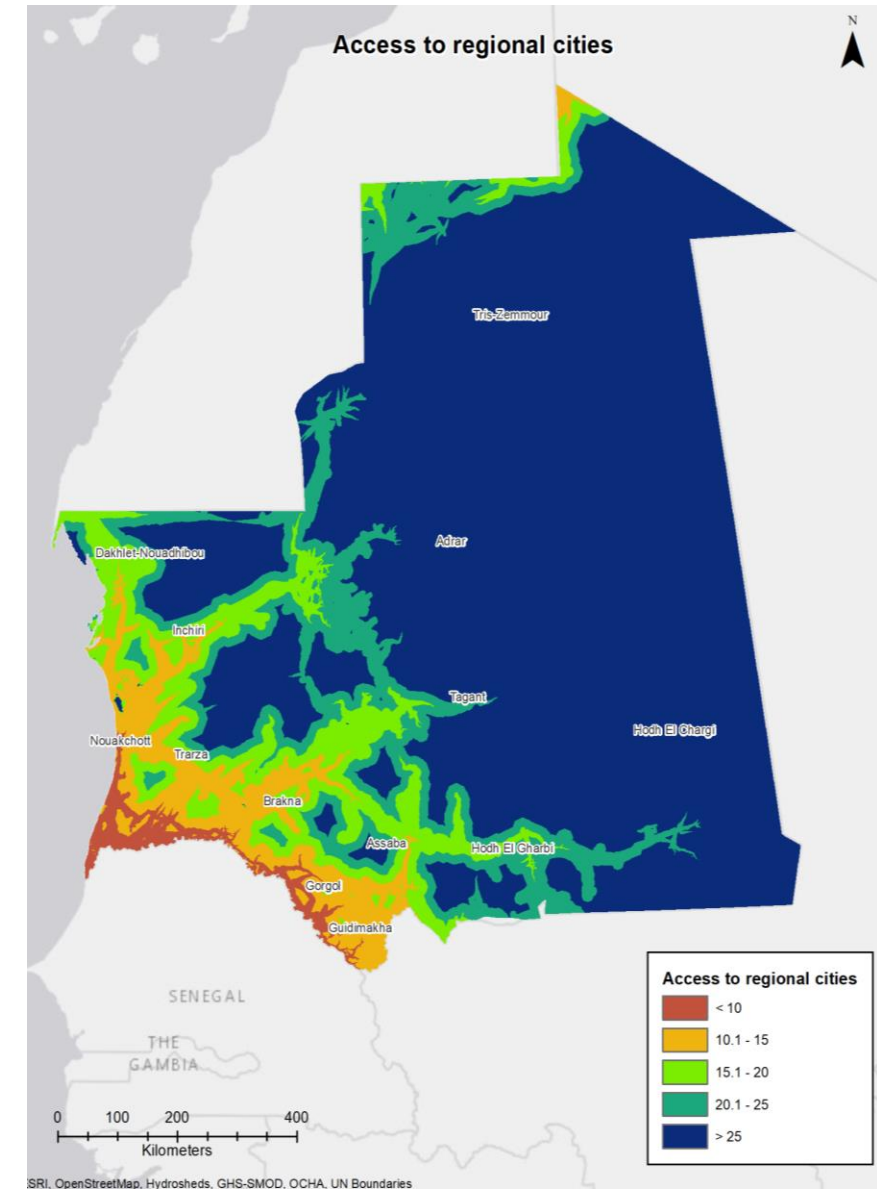 N
Access to regional cities
Tris-Zemmour
Adrar
Dakhlet-Nouadhibou
Inchiri
Tagant
Hodh El Chargi
Nouakchott
Trarza
Brakna
Assaba
Hodh El Gharbi
Gorgol
Guidimakha
SENEGAL
THE
GAMBIA
0 100 200 400
Kilometers
Access to regional cities
< 10
10.1 - 15
15.1 - 20
20.1 - 25
> 25
SRI, OpenStreetMap, Hydrosheds, GHS-SMOD, OCHA, UN Boundaries